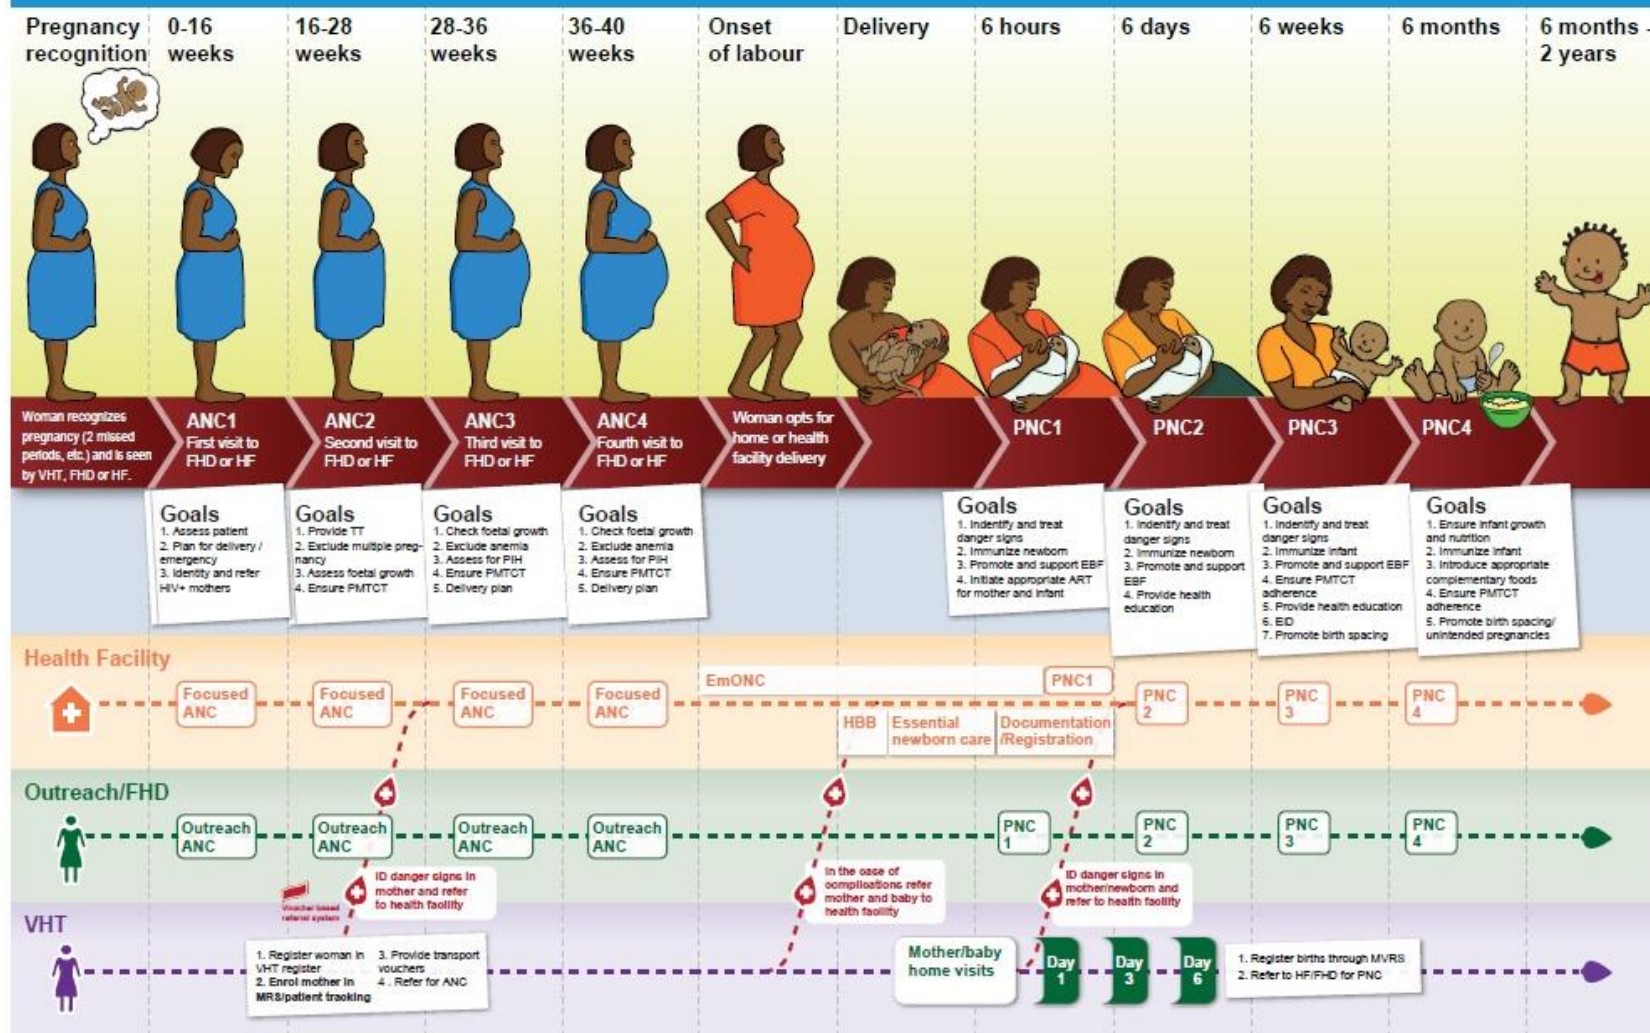 Pregnancy
recognition
0-16
weeks
16-28
weeks
28-36
weeks
36-40
weeks
Onset
of labour
Delivery
6 hours
6 days
6 weeks
6 months
6 months -
2 years
Woman recognizes
pregnancy (2 missed
periods, etc.) and is seen
by VHT, FHD or HF.
ANC1
First visit to
FHD or HF
ANC2
Second visit to
FHD or HF
ANC3
Third visit to
FHD or HF
ANC4
Fourth visit to
FHD or HF
Woman opts for
home or health
facility delivery
PNC1
PNC2
PNC3
PNC4
Goals
1. Assess patient
2. Plan for delivery /
emergency
3. Identity and refer
HIV+ mothers
Goals
1. Provide TT
2. Exclude multiple preg-
nancy
3. Assess foetal growth
4. Ensure PMTCT
Goals
1. Check foetal growth
2. Exclude anemia
3. Assess for PIH
4. Ensure PMTCT
5. Delivery plan
Goals
1. Check foetal growth
2. Exclude anemia
3. Assess for PIH
4. Ensure PMTCT
5. Delivery plan
Goals
1. Indentify and treat
danger signs
2. Immunize newborn
3. Promote and support EBF
4. Initiate appropriate ART
for mother and infant
Goals
1. Indentify and treat
danger signs
2. Immunize newborn
3. Promote and support
EBF
4. Provide health
education
Goals
1. Indentify and treat
danger signs
2. Immunize infant
3. Promote and support EBF
4. Ensure PMTCT
adherence
5. Provide health education
6. EID
7. Promote birth spacing
Goals
1. Ensure infant growth
and nutrition
2. Immunize infant
3. Introduce appropriate
complementary foods
4. Ensure PMTCT
adherence
5. Promote birth spacing/
unintended pregnancies
Health Facility
Focused
ANC
Focused
ANC
Focused
ANC
Focused
ANC
EmONC
PNC1
HBB
Essential
newborn care
Documentation
/Registration
PNC
2
PNC
3
PNC
4
Outreach/FHD
Outreach
ANC
Outreach
ANC
Outreach
ANC
Outreach
ANC
PNC
1
PNC
2
PNC
3
PNC
4
Voucher based
referral system
ID danger signs in
mother and refer
to health facility
In the case of
complications refer
mother and baby to
health facility
ID danger signs in
mother/newborn and
refer to health facility
VHT
1. Register woman in
VHT register
2. Enrol mother in
MRS/patient tracking
3. Provide transport
vouchers
4 . Refer for ANC
Mother/baby
home visits
Day
1
Day
3
Day
6
1. Register births through MVRS
2. Refer to HF/FHD for PNC